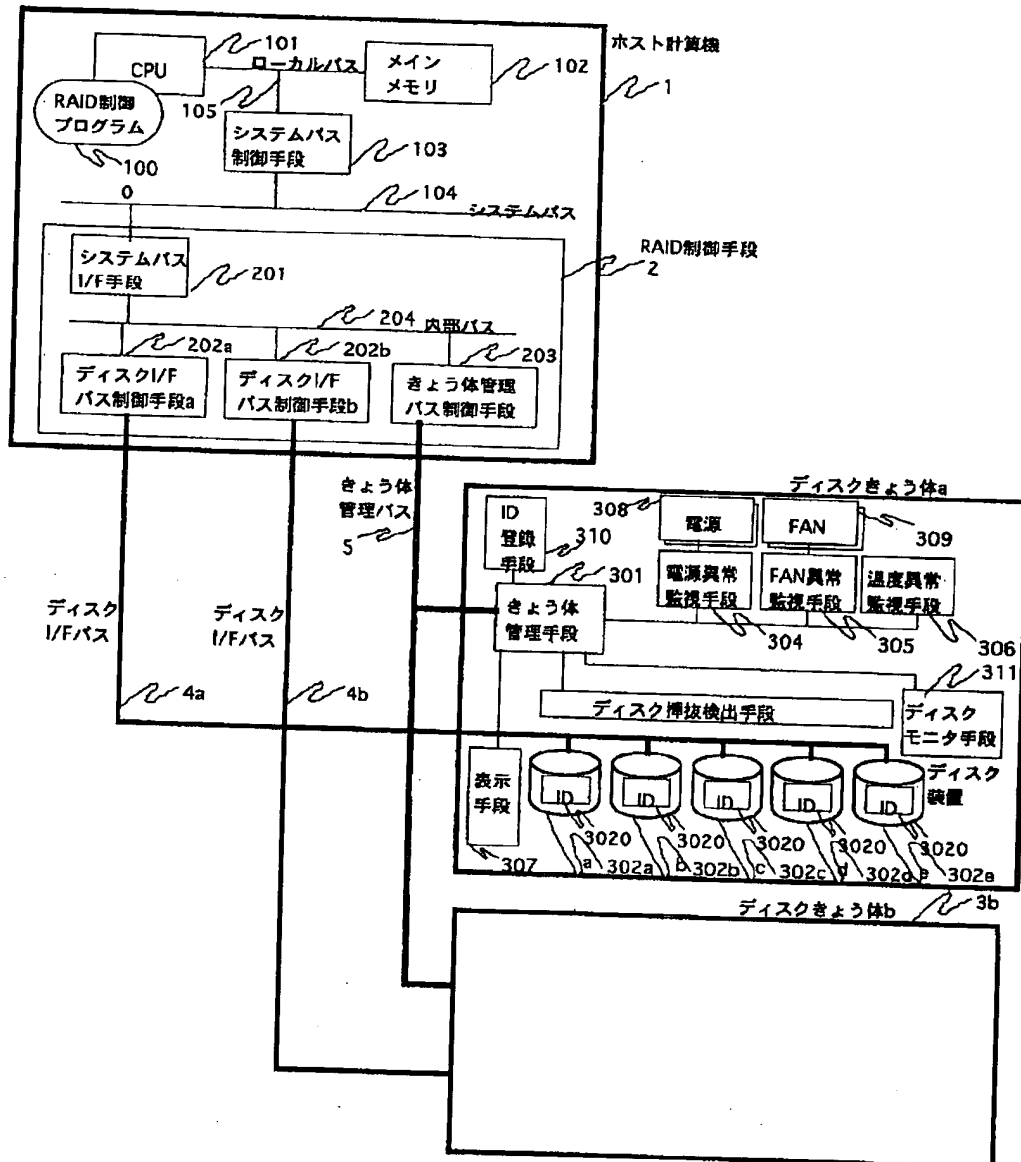 ホスト計算機
1
CPU
101
ローカルバス
メイン
メモリ
102
RAID制御
プログラム
100
0
105
システムバス
制御手段
103
104
システムバス
RAID制御手段
2
システムバス
I/F手段
201
204
内部バス
202a
202b
203
ディスクI/F
バス制御手段a
ディスクI/F
バス制御手段b
きょう体管理
バス制御手段
きょう体
管理バス
5
ディスクきょう体a
ID
登録
手段
310
308
電源
FAN
309
301
きょう体
管理手段
電源異常
監視手段
304
FAN異常
監視手段
305
温度異常
監視手段
306
ディスク
I/Fバス
4a
ディスク
I/Fバス
4b
311
ディスク挿抜検出手段
ディスク
モニタ手段
表示
手段
307
ID
ID
ID
ID
ID
ディスク
装置
3020
3020
3020
3020
3020
a
302a
b
302b
c
302c
d
302d
e
302e
ディスクきょう体b
3b